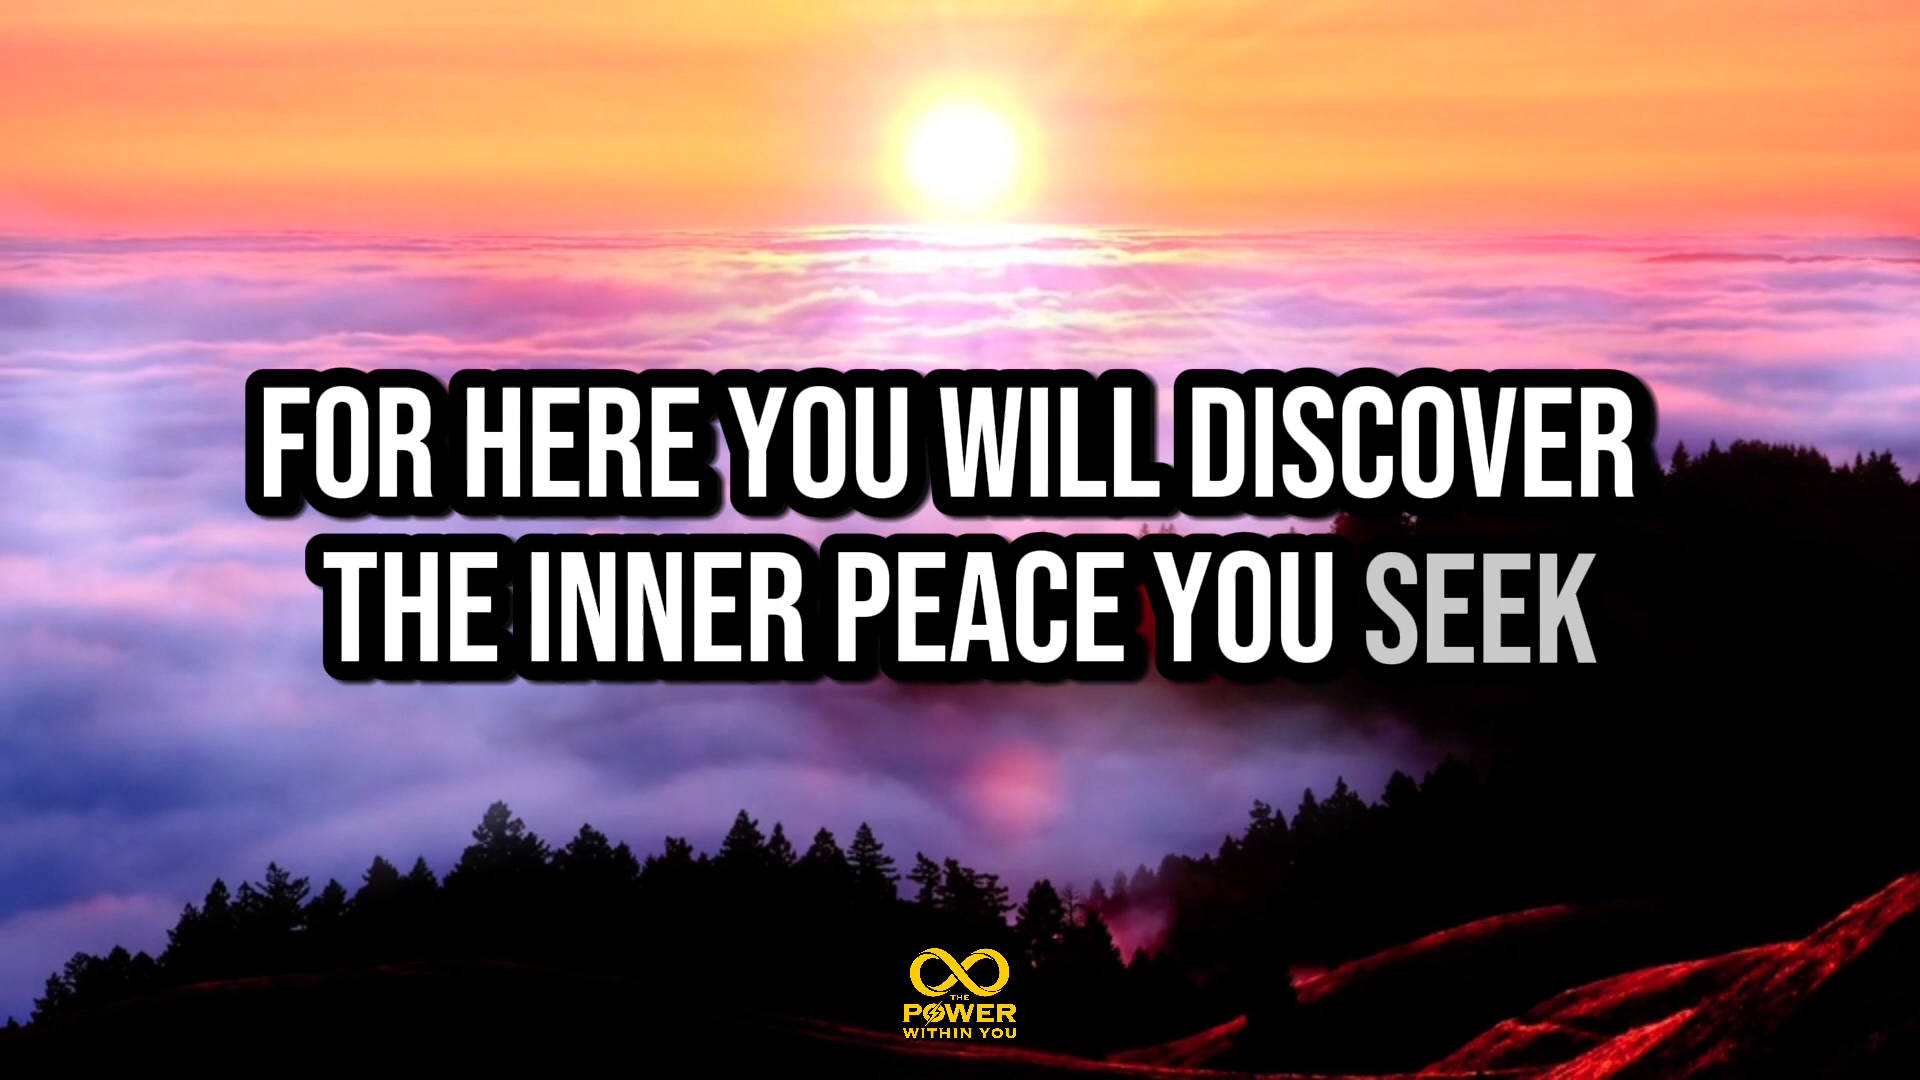 FOR HERE YOU WILL DISCOVER
THE INNER PEACE YOU SEEK
THE
POWER
WITHIN YOU